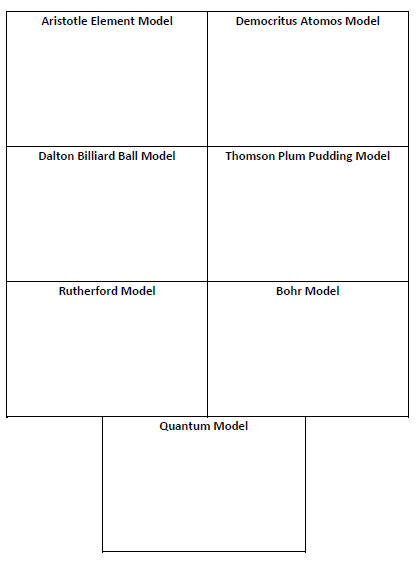 Aristotle Element Model
Democritus Atomos Model
Dalton Billiard Ball Model
Thomson Plum Pudding Model
Rutherford Model
Bohr Model
Quantum Model